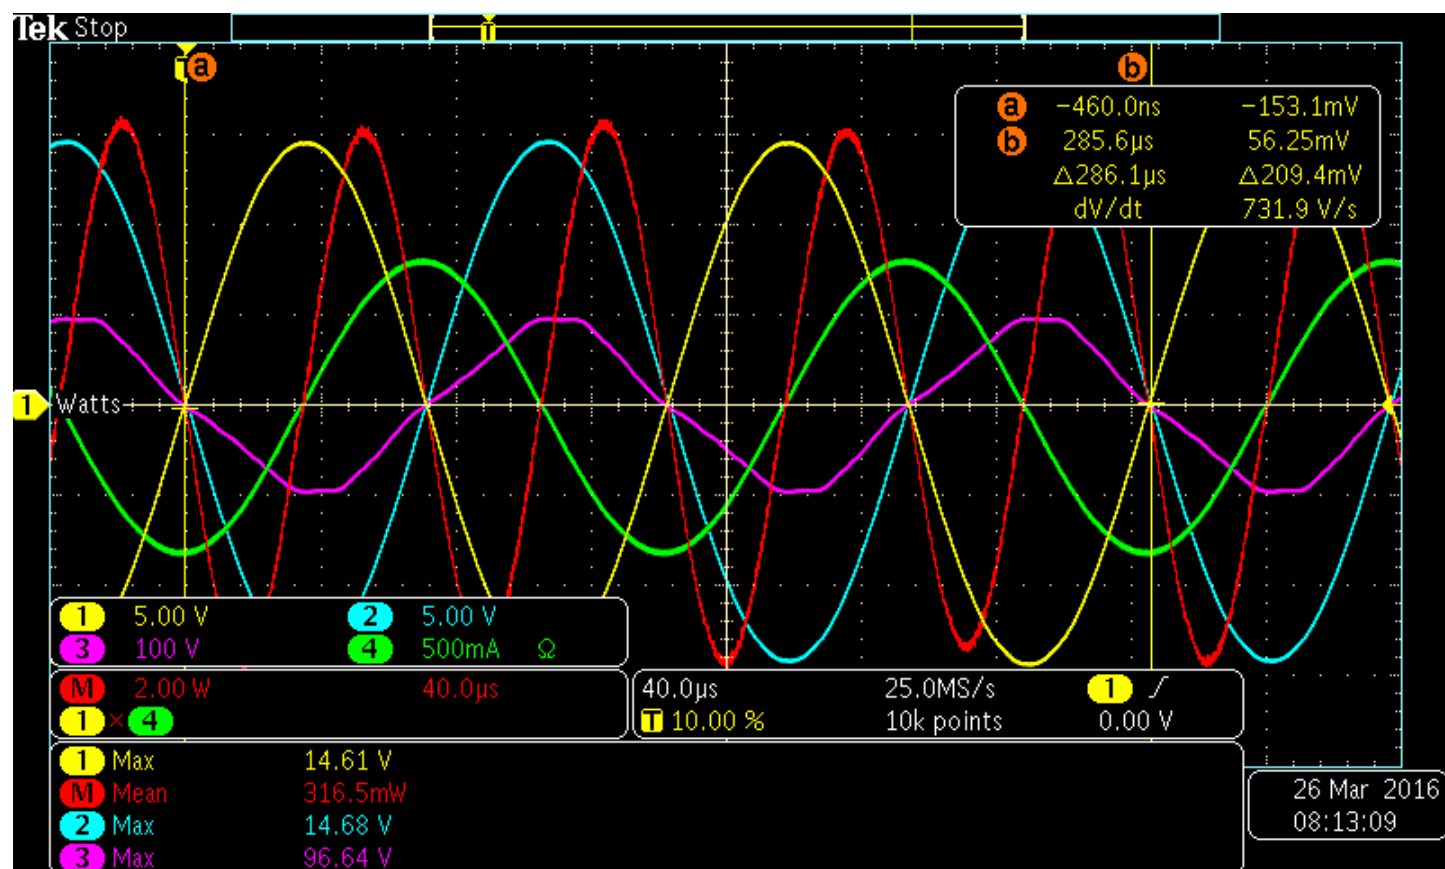 Tek Stop
T
T a b
a -460.0ns -153.1mV
b 285.6µs 56.25mV
△286.1µs △209.4mV
dV/dt 731.9 V/s
1 Watts
1 5.00 V 2 5.00 V
3 100 V 4 500mA Ω
M 2.00 W 40.0µs
1 × 4
40.0µs 25.0MS/s 1
T 10.00 % 10k points 0.00 V
1 Max 14.61 V
M Mean 316.5mW
2 Max 14.68 V
3 Max 96.64 V
26 Mar 2016
08:13:09